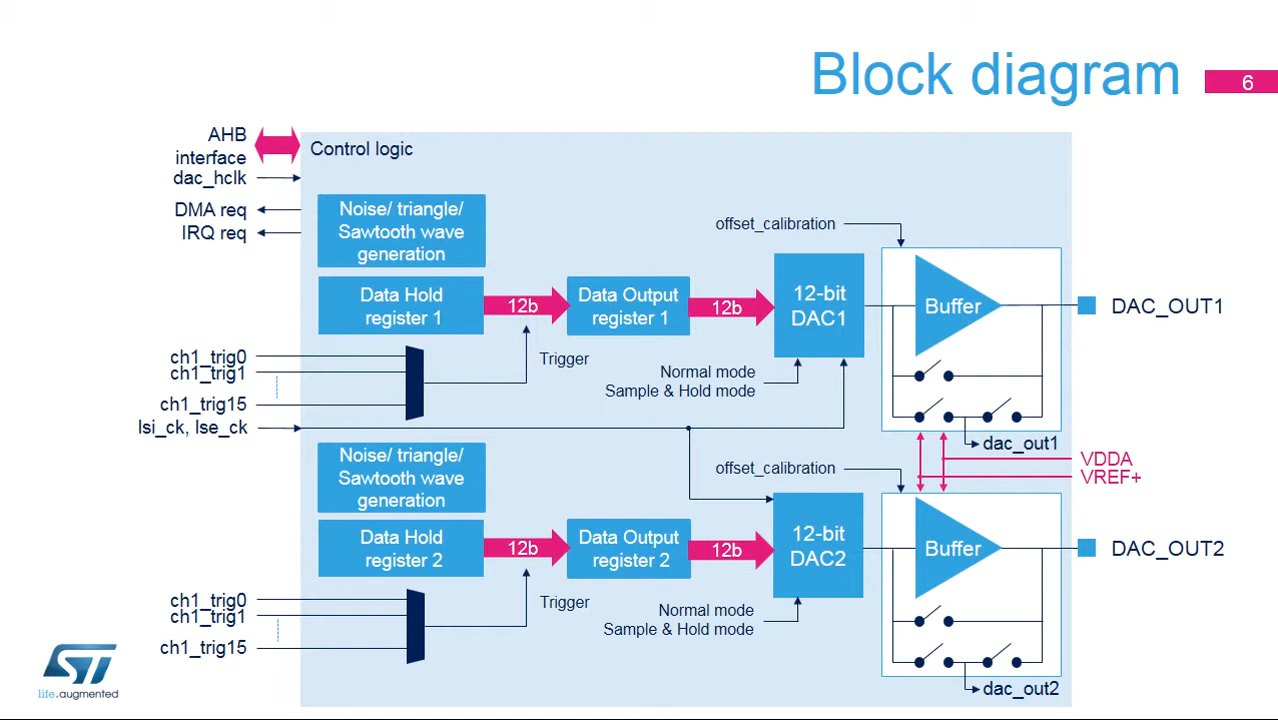 Block diagram
6
AHB
interface
Control logic
dac_hclk
DMA req
IRQ req
Noise/ triangle/
Sawtooth wave
generation
offset_calibration
Data Hold
register 1
12b
Data Output
register 1
12b
12-bit
DAC1
Buffer
DAC_OUT1
ch1_trig0
ch1_trig1
ch1_trig15
Trigger
Normal mode
Sample & Hold mode
lsi_ck, lse_ck
dac_out1
VDDA
VREF+
Noise/ triangle/
Sawtooth wave
generation
offset_calibration
Data Hold
register 2
12b
Data Output
register 2
12b
12-bit
DAC2
Buffer
DAC_OUT2
ch1_trig0
ch1_trig1
ch1_trig15
Trigger
Normal mode
Sample & Hold mode
dac_out2
ST
life.augmented